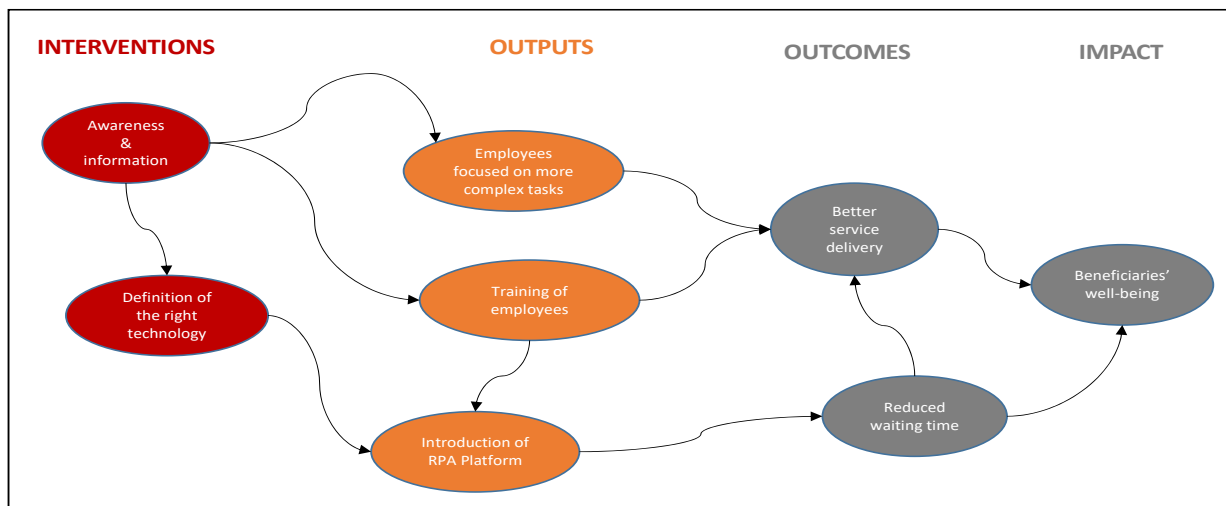 INTERVENTIONS
OUTPUTS
OUTCOMES
IMPACT
Awareness
&
information
Employees
focused on more
complex tasks
Better
service
delivery
Beneficiaries’
well-being
Definition of
the right
technology
Training of
employees
Reduced
waiting time
Introduction of
RPA Platform